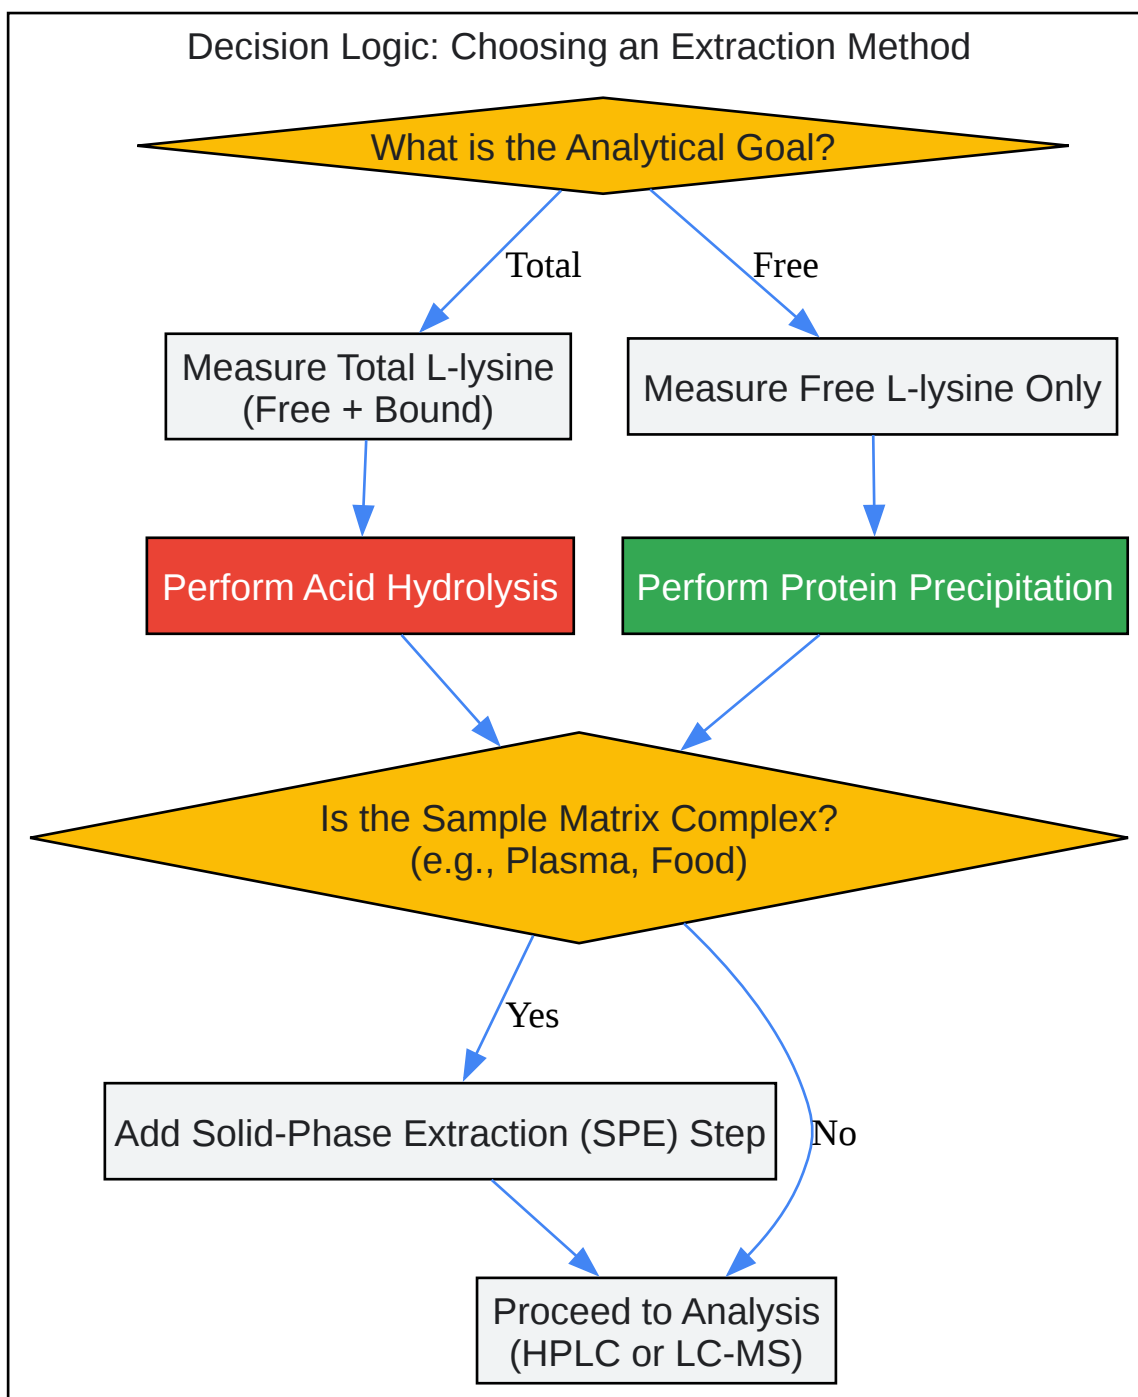 Decision Logic: Choosing an Extraction Method
What is the Analytical Goal?
Total
Free
Measure Total L-lysine
(Free + Bound)
Measure Free L-lysine Only
Perform Acid Hydrolysis
Perform Protein Precipitation
Is the Sample Matrix Complex?
(e.g., Plasma, Food)
Yes
Add Solid-Phase Extraction (SPE) Step
No
Proceed to Analysis
(HPLC or LC-MS)